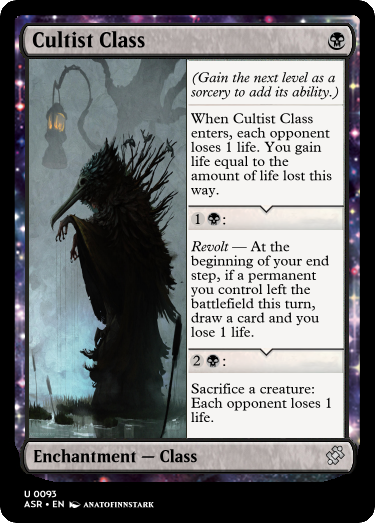 Cultist Class
(Gain the next level as a
sorcery to add its ability.)
When Cultist Class
enters, each opponent
loses 1 life. You gain
life equal to the
amount of life lost this
way.
1 :
Revolt — At the
beginning of your end
step, if a permanent
you control left the
battlefield this turn,
draw a card and you
lose 1 life.
2 :
Sacrifice a creature:
Each opponent loses 1
life.
Enchantment — Class
U 0093
ASR • EN ANATOFINNSTARK